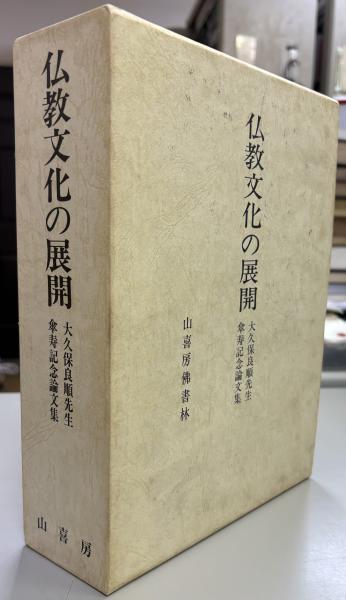 仏教文化の展開
大久保良順先生
傘寿記念論文集
山喜房
仏教文化の展開
大久保良順先生
傘寿記念論文集
山喜房佛書林